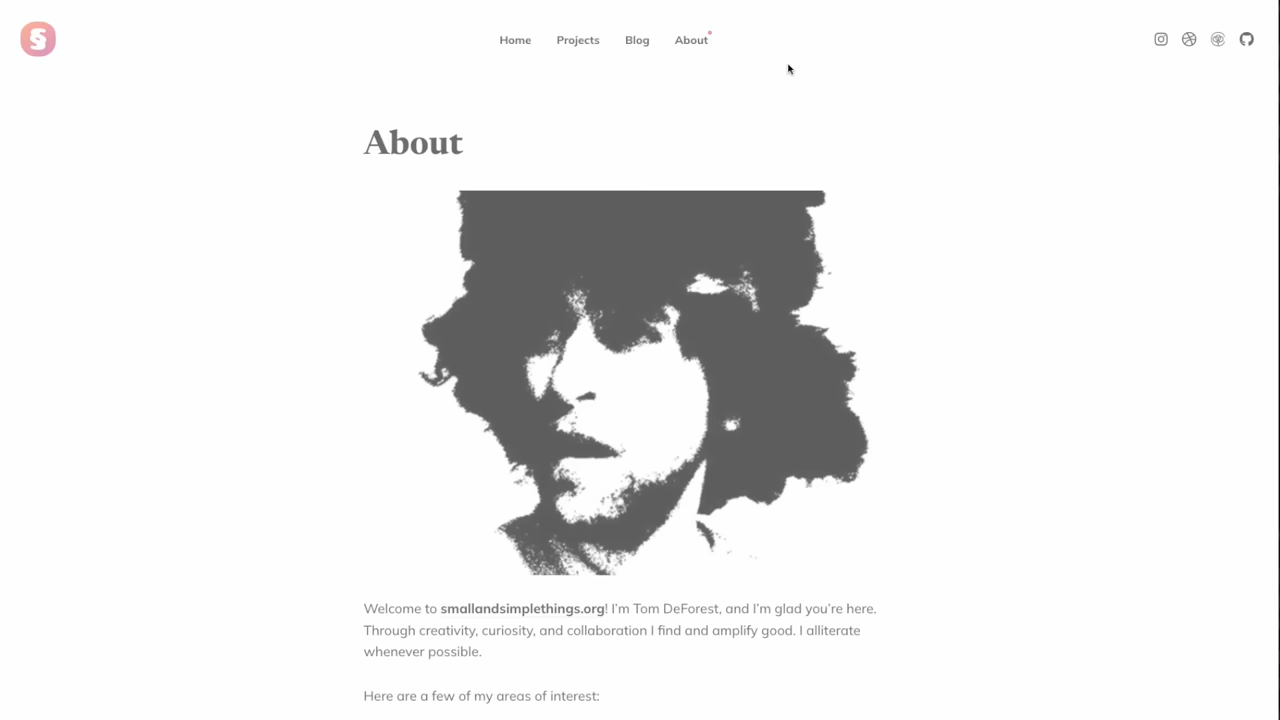 Home Projects Blog About
About
Welcome to smallandsimplethings.org! I'm Tom DeForest, and I'm glad you're here.
Through creativity, curiosity, and collaboration I find and amplify good. I alliterate
whenever possible.
Here are a few of my areas of interest: